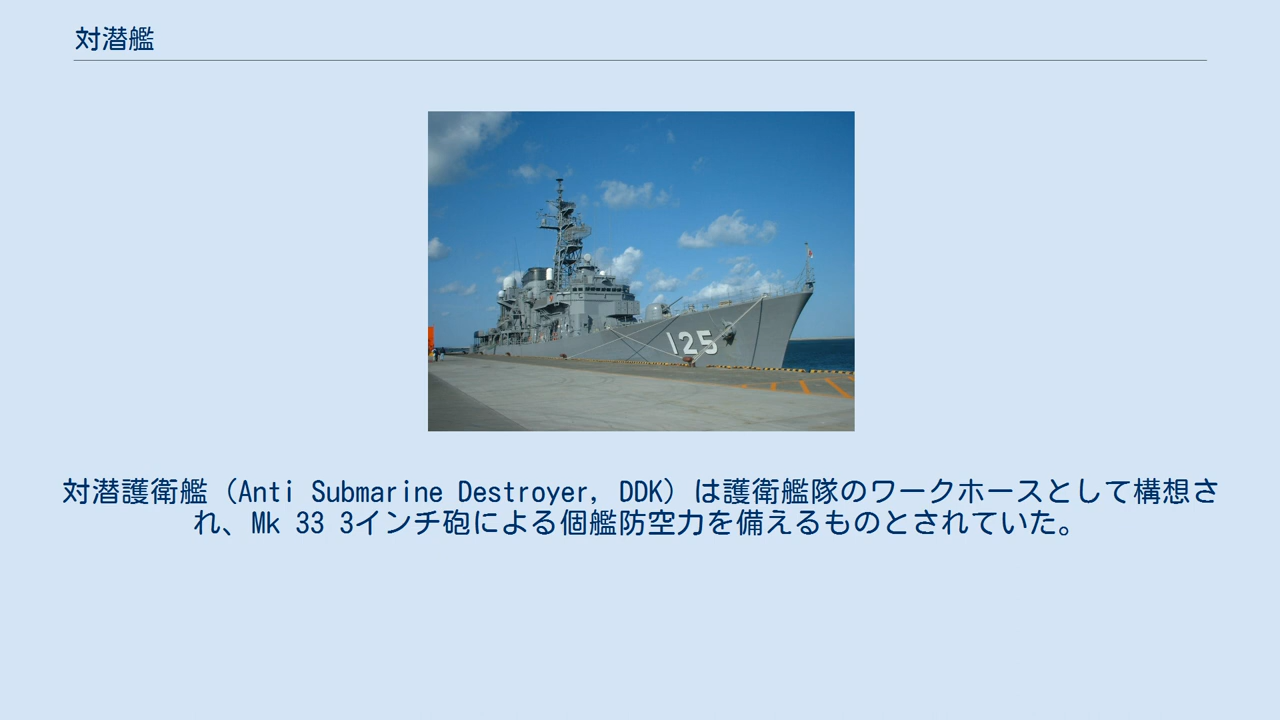 対潜艦
125
対潜護衛艦（Anti Submarine Destroyer, DDK）は護衛艦隊のワークホースとして構想さ
れ、Mk 33 3インチ砲による個艦防空力を備えるものとされていた。